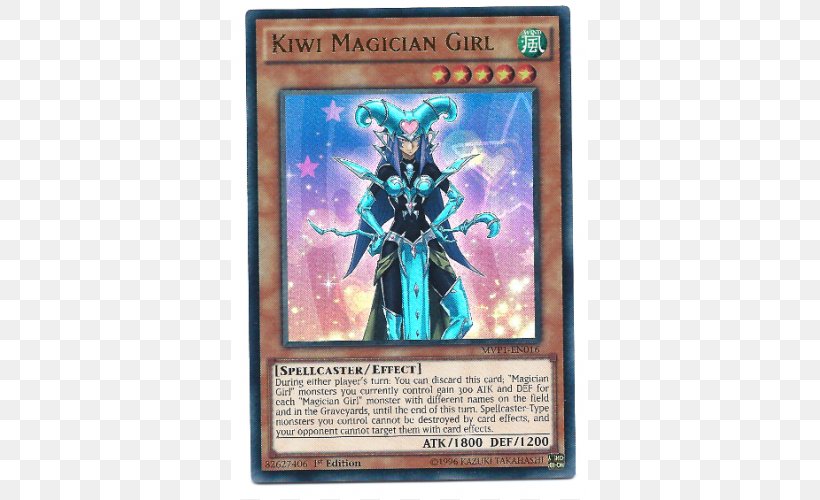 KIWI MAGICIAN GIRL
WIND
風
MVP1-EN016
[SPELLCASTER/EFFECT]
During either player's turn: You can discard this card; "Magician
Girl" monsters you currently control gain 300 ATK and DEF for
each "Magician Girl" monster with different names on the field
and in the Graveyards, until the end of this turn. Spellcaster-Type
monsters you control cannot be destroyed by card effects, and
your opponent cannot target them with card effects.
ATK/1800 DEF/1200
82627406 1st Edition ©1996 KAZUKI TAKAHASHI